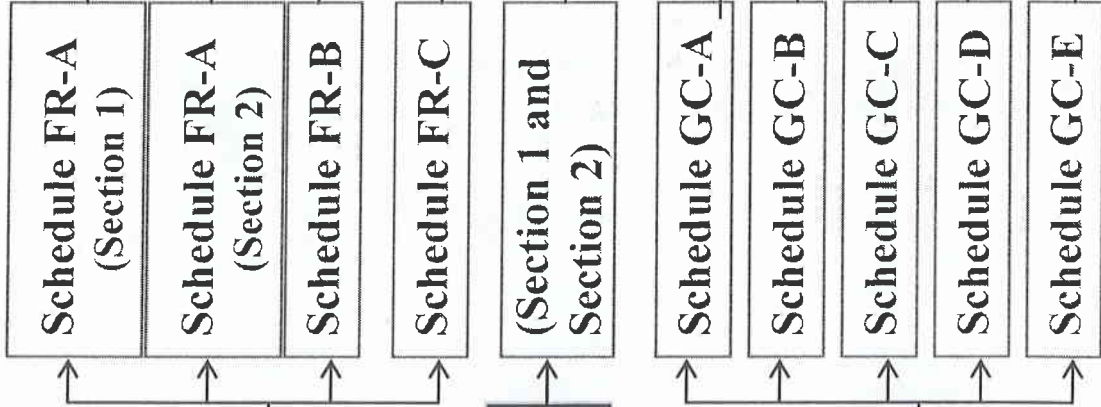 Schedule FR-A
(Section 1)
Schedule FR-A
(Section 2)
Schedule FR-B
Schedule FR-C
(Section 1 and
Section 2)
Schedule GC-A
Schedule GC-B
Schedule GC-C
Schedule GC-D
Schedule GC-E